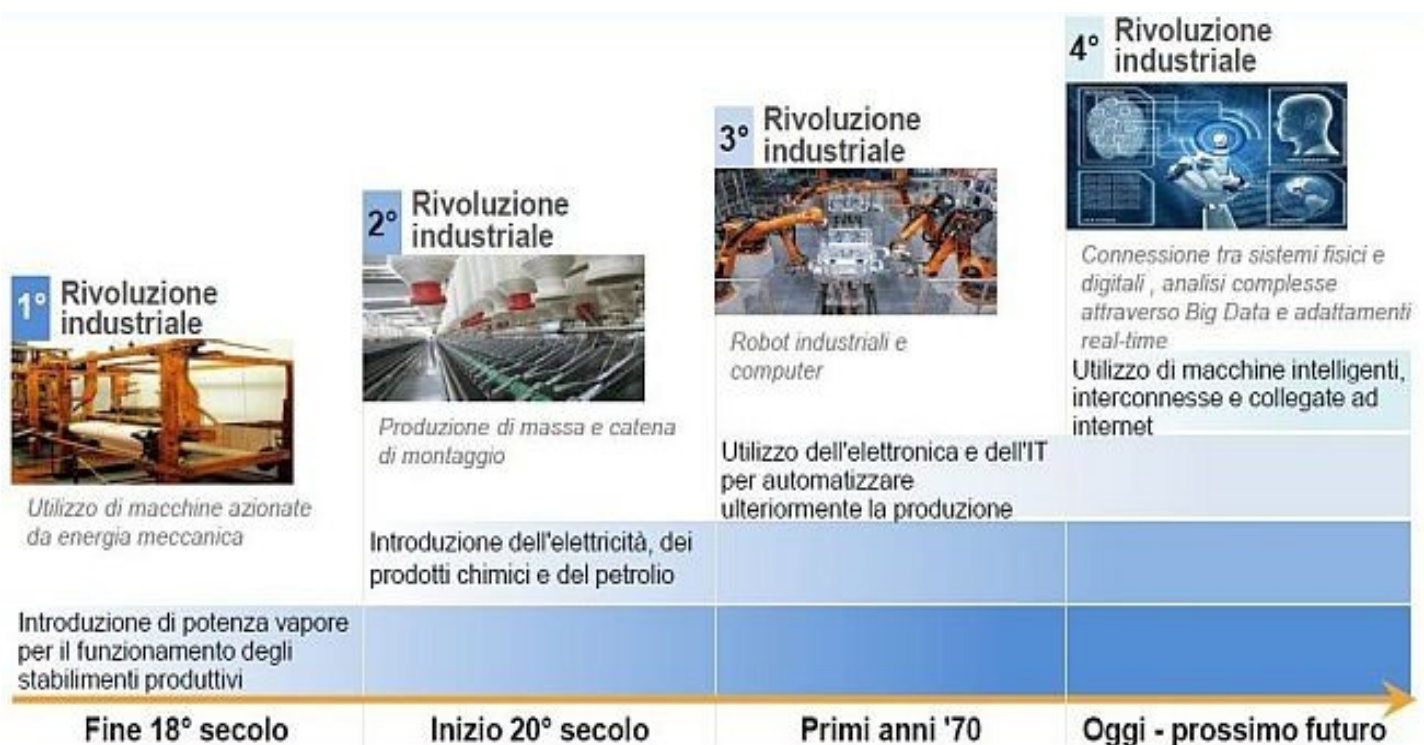 1°
Rivoluzione
industriale
Utilizzo di macchine azionate
da energia meccanica
Introduzione di potenza vapore
per il funzionamento degli
stabilimenti produttivi
Fine 18° secolo
2°
Rivoluzione
industriale
Produzione di massa e catena
di montaggio
Introduzione dell'elettricità, dei
prodotti chimici e del petrolio
Inizio 20° secolo
3°
Rivoluzione
industriale
Robot industriali e
computer
Utilizzo dell'elettronica e dell'IT
per automatizzare
ulteriormente la produzione
Primi anni '70
4°
Rivoluzione
industriale
Connessione tra sistemi fisici e
digitali , analisi complesse
attraverso Big Data e adattamenti
real-time
Utilizzo di macchine intelligenti,
interconnesse e collegate ad
internet
Oggi - prossimo futuro